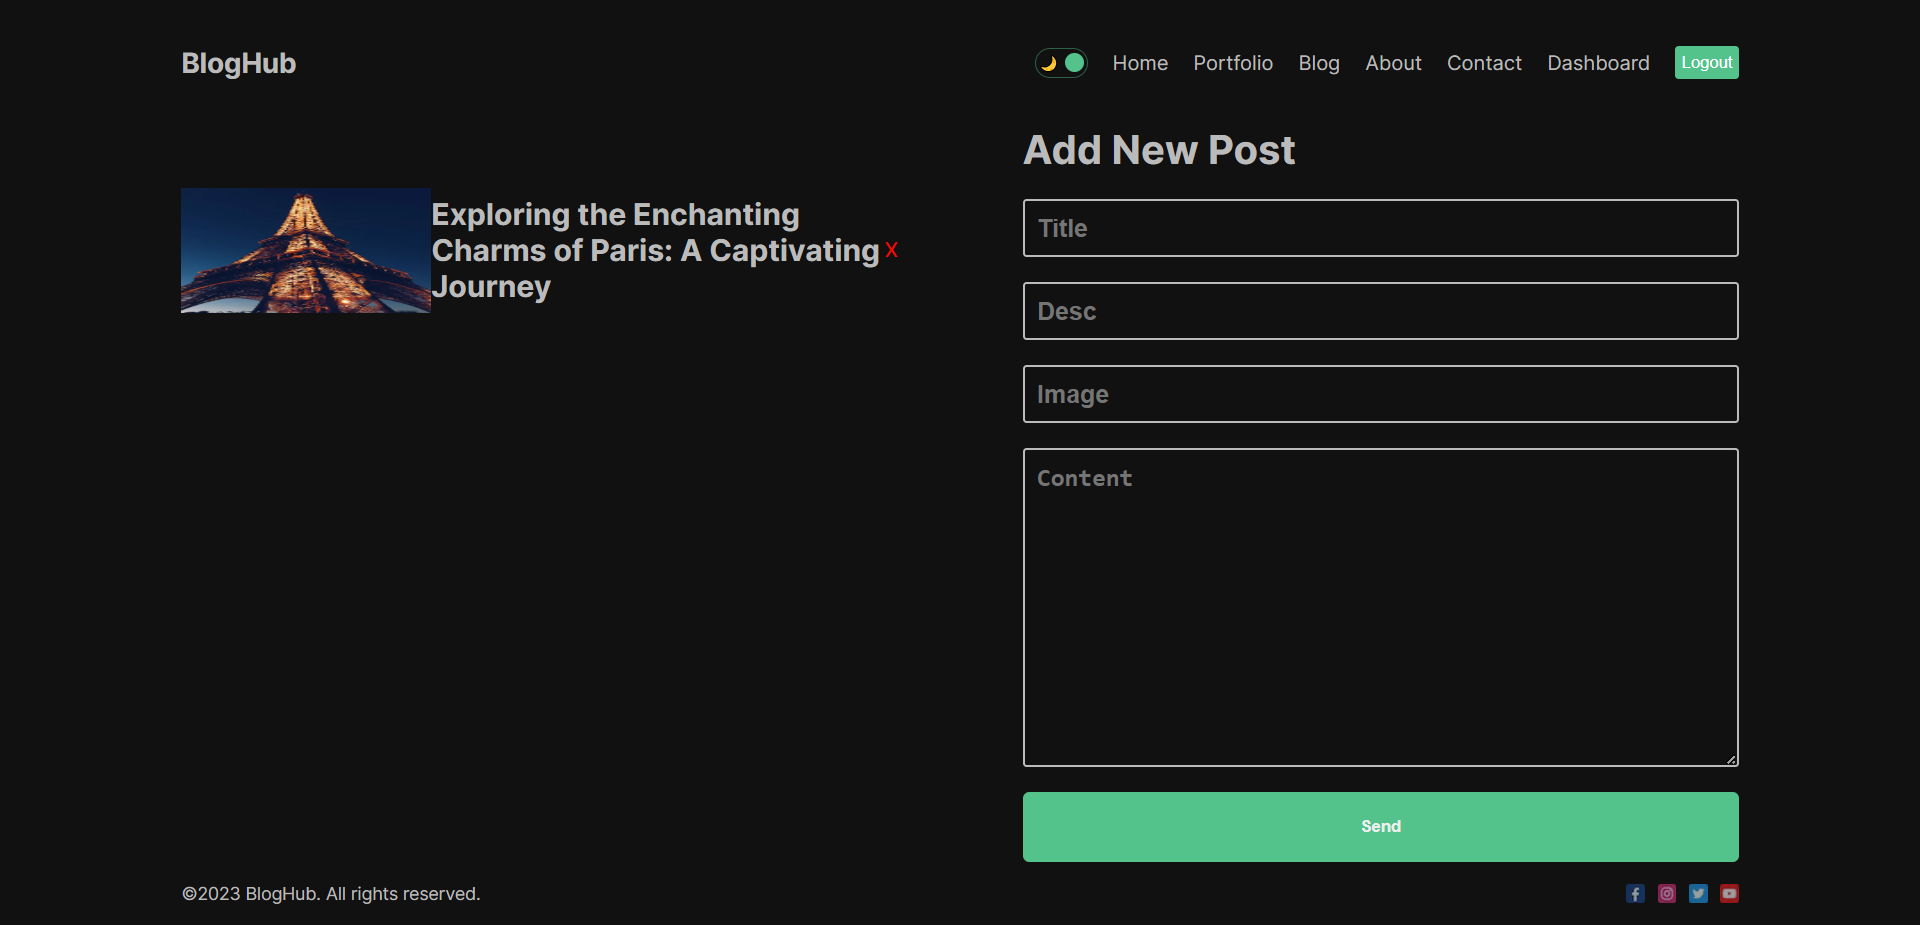 BlogHub
Home Portfolio Blog About Contact Dashboard Logout
Exploring the Enchanting
Charms of Paris: A Captivating X
Journey
Add New Post
Title
Desc
Image
Content
Send
©2023 BlogHub. All rights reserved.